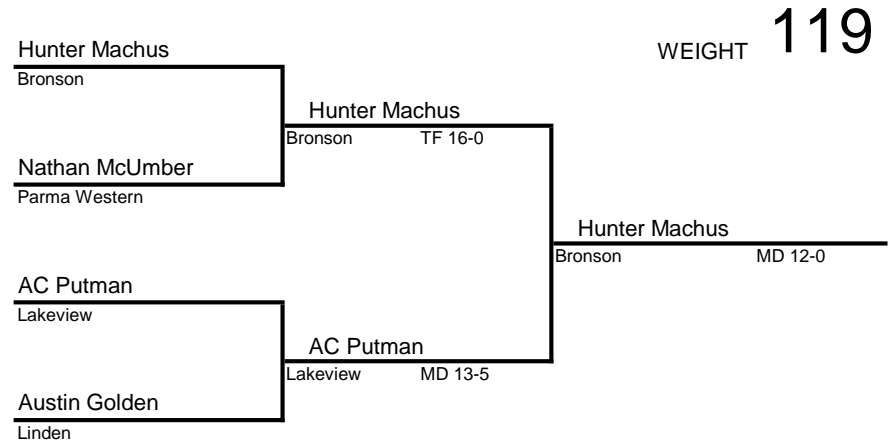 WEIGHT 119
Hunter Machus
Bronson
Hunter Machus
Bronson TF 16-0
Nathan McUmber
Parma Western
Hunter Machus
Bronson MD 12-0
AC Putman
Lakeview
AC Putman
Lakeview MD 13-5
Austin Golden
Linden